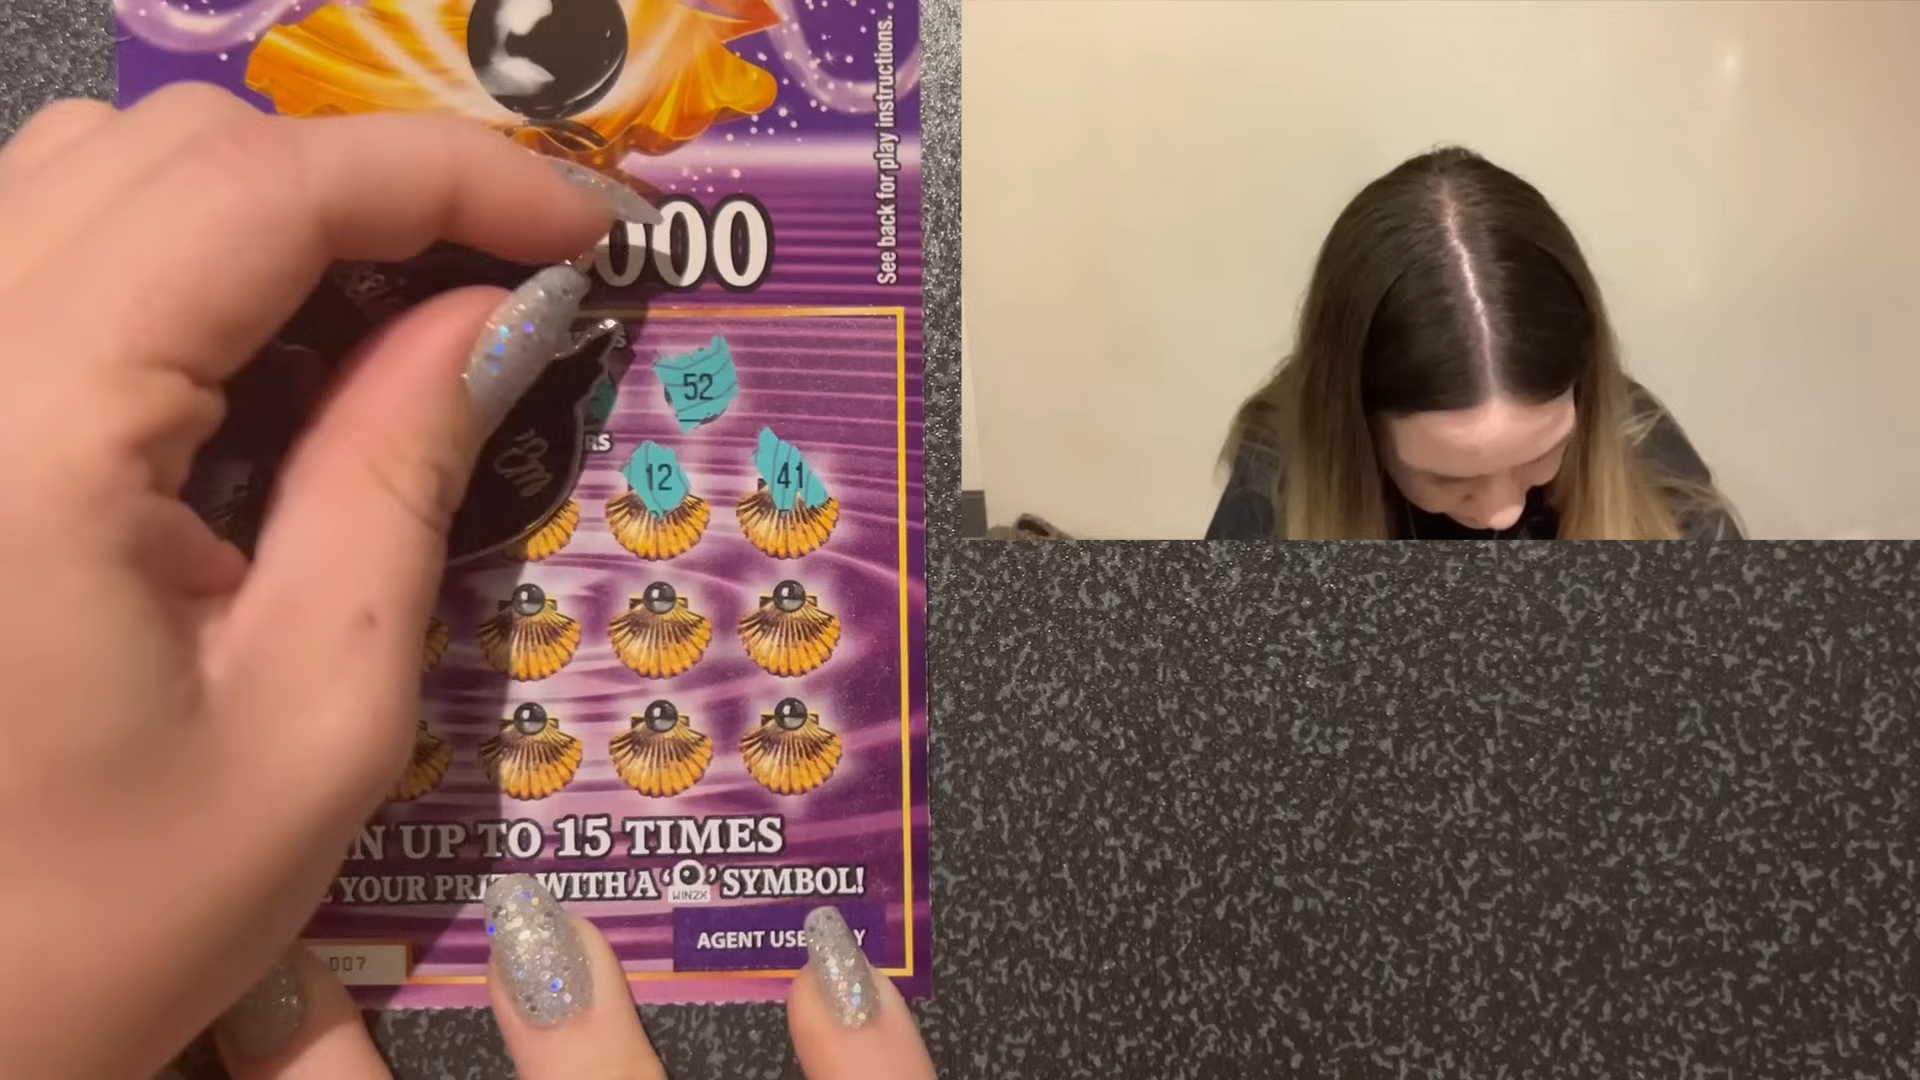 See back for play instructions.
000
52
RS
12
41
N UP TO 15 TIMES
YOUR PRI WITH A ' ' SYMBOL!
WIN2X
AGENT USE Y
007